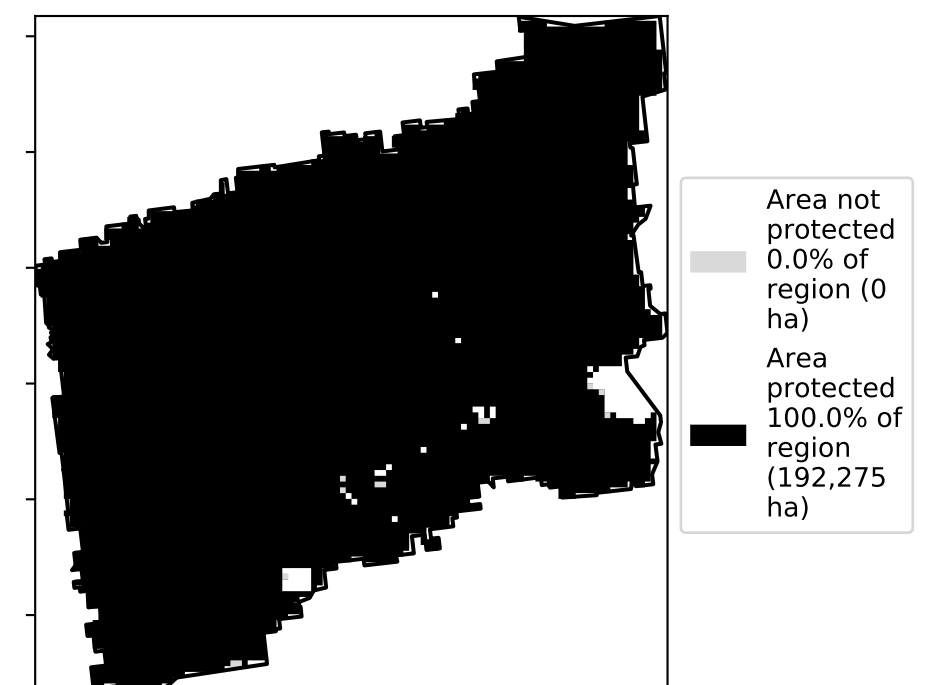 Area not
protected
0.0% of
region (0
ha)
Area
protected
100.0% of
region
(192,275
ha)